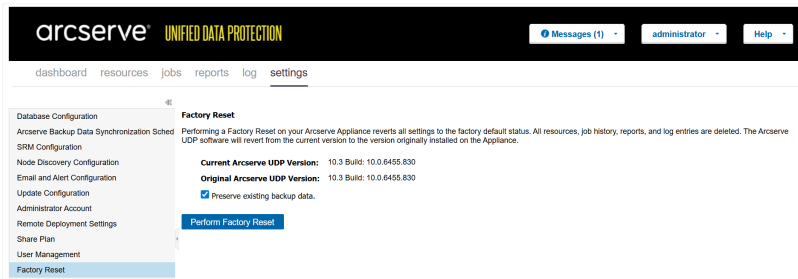 arcserve® UNIFIED DATA PROTECTION
Messages (1)
administrator
Help
dashboard resources jobs reports log settings
Database Configuration
Arcserve Backup Data Synchronization Sched
SRM Configuration
Node Discovery Configuration
Email and Alert Configuration
Update Configuration
Administrator Account
Remote Deployment Settings
Share Plan
User Management
Factory Reset
Factory Reset
Performing a Factory Reset on your Arcserve Appliance reverts all settings to the factory default status. All resources, job history, reports, and log entries are deleted. The Arcserve
UDP software will revert from the current version to the version originally installed on the Appliance.
Current Arcserve UDP Version: 10.3 Build: 10.0.6455.830
Original Arcserve UDP Version: 10.3 Build: 10.0.6455.830
Preserve existing backup data.
Perform Factory Reset